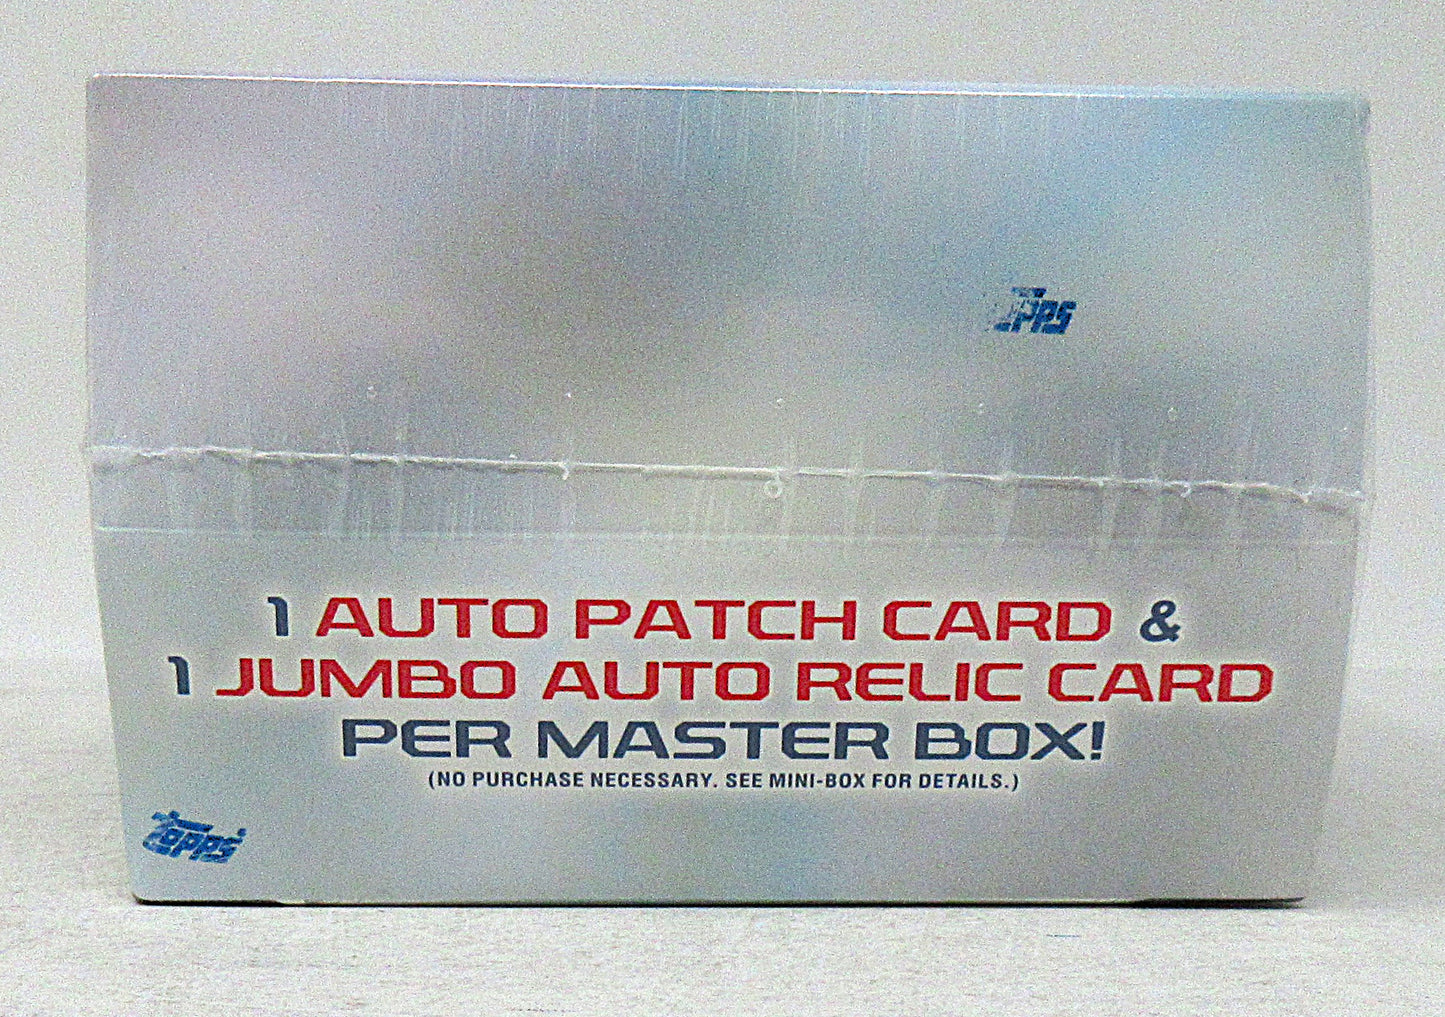 Topps
1 AUTO PATCH CARD &
1 JUMBO AUTO RELIC CARD
PER MASTER BOX!
(NO PURCHASE NECESSARY. SEE MINI-BOX FOR DETAILS.)
Topps